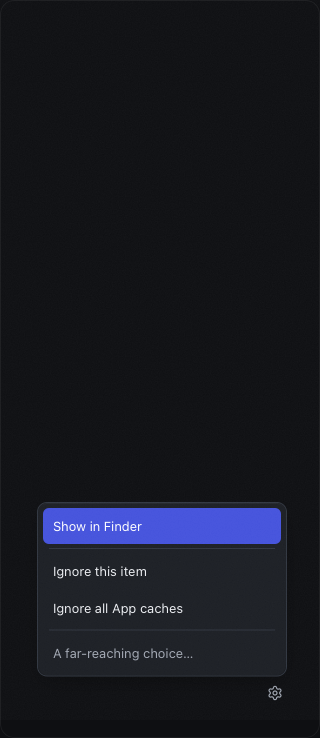 Show in Finder
Ignore this item
Ignore all App caches
A far-reaching choice...